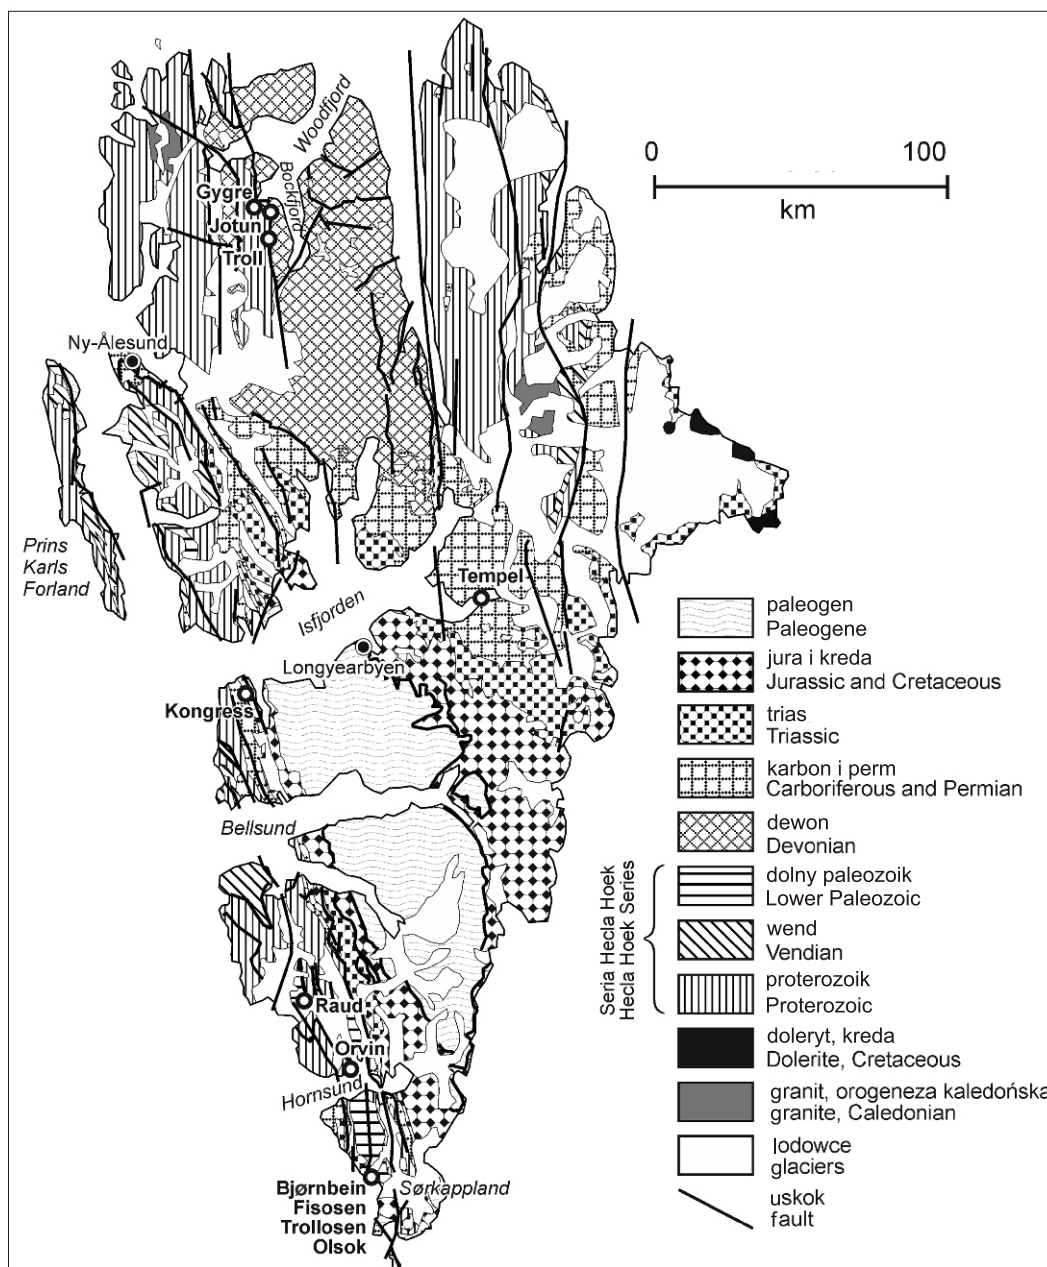 Woodfjord
0 100
km
Bockfjord
Gygre
Jotun
Troll
Ny-Ålesund
Prins
Karls
Forland
Isfjorden
Tempel
Longyearbyen
Kongress
Bellsund
Raud
Orvin
Hornsund
Bjørnbein
Fisosen
Trollosen
Olsok
Sørkappland
paleogen
Paleogene
jura i kreda
Jurassic and Cretaceous
trias
Triassic
karbon i perm
Carboriferous and Permian
dewon
Devonian
Seria Hecla Hoek
Hecla Hoek Series
dolny paleozoik
Lower Paleozoic
wend
Vendian
proterozoik
Proterozoic
doleryt, kreda
Dolerite, Cretaceous
granit, orogeneza kaledońska
granite, Caledonian
lodowce
glaciers
uskok
fault